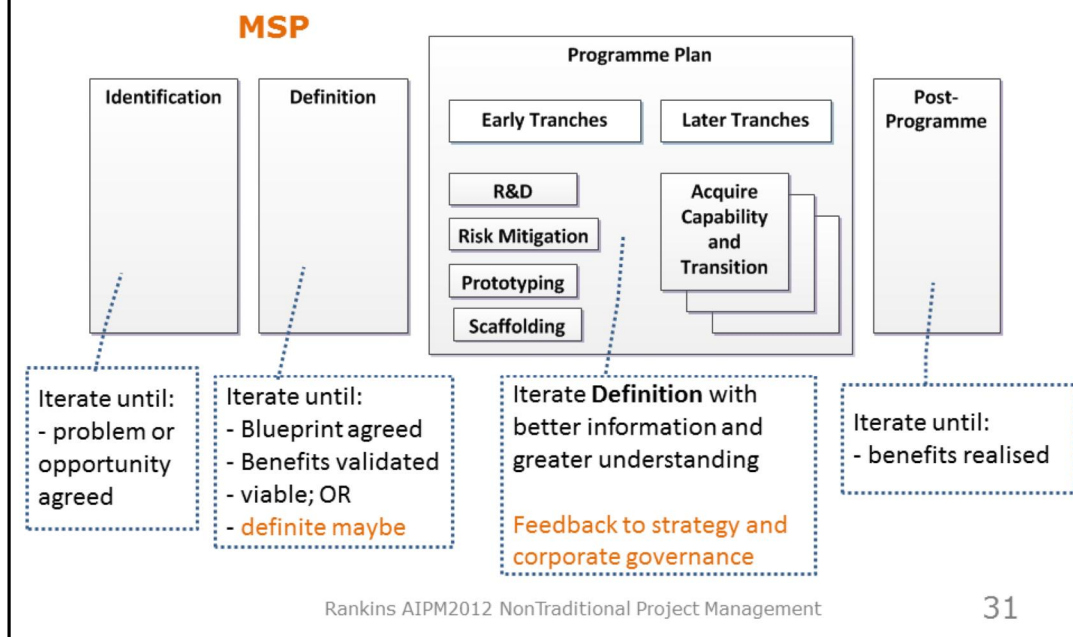 MSP
Identification
Definition
Programme Plan
Early Tranches
Later Tranches
R&D
Risk Mitigation
Prototyping
Scaffolding
Acquire
Capability
and
Transition
Post-
Programme
Iterate until:
- problem or
opportunity
agreed
Iterate until:
- Blueprint agreed
- Benefits validated
- viable; OR
- definite maybe
Iterate Definition with
better information and
greater understanding
Feedback to strategy and
corporate governance
Iterate until:
- benefits realised
Rankins AIPM2012 NonTraditional Project Management
31